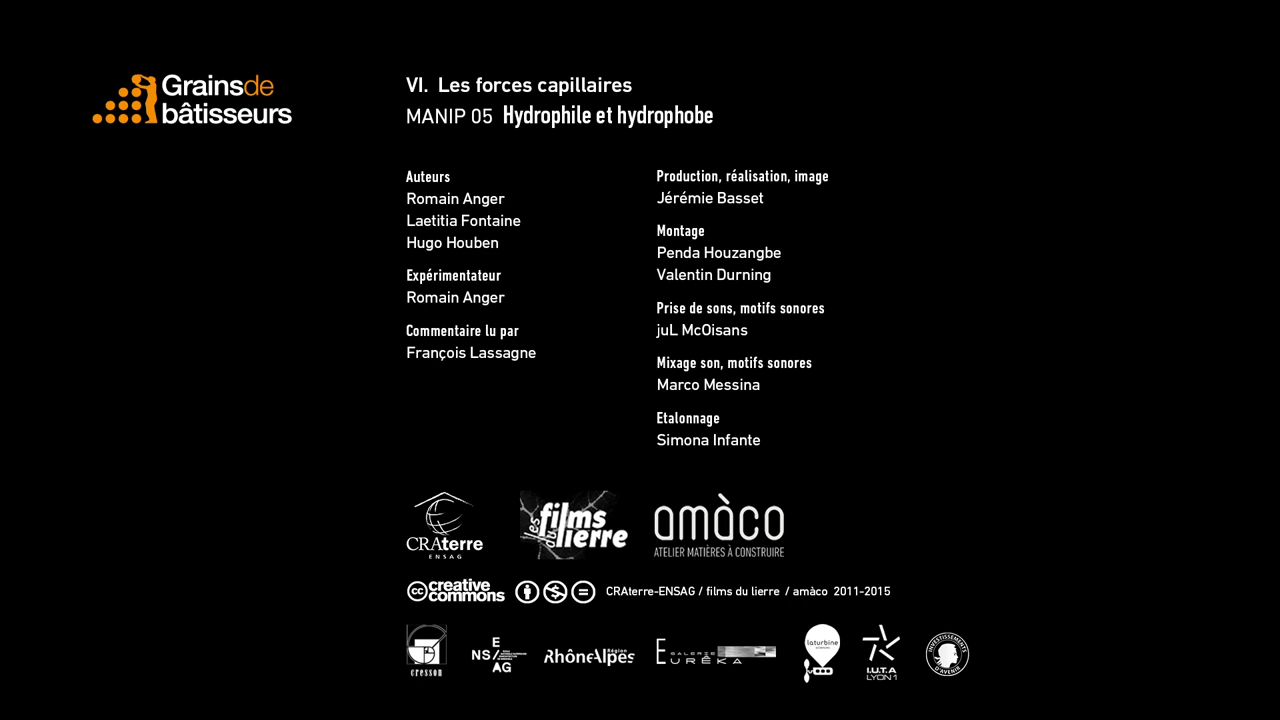 Grainsde
bâtisseurs
VI. Les forces capillaires
MANIP 05 Hydrophile et hydrophobe
Auteurs
Romain Anger
Laetitia Fontaine
Hugo Houben
Expérimentateur
Romain Anger
Commentaire lu par
François Lassagne
Production, réalisation, image
Jérémie Basset
Montage
Penda Houzangbe
Valentin Durning
Prise de sons, motifs sonores
juL McOisans
Mixage son, motifs sonores
Marco Messina
Etalonnage
Simona Infante
CRAterre
ENSAG
les films
du lierre
amàco
ATELIER MATIÈRES À CONSTRUIRE
cc creative
commons
CRAterre-ENSAG / films du lierre / amàco 2011-2015
cresson
E
NS/
AG
Région
RhôneAlpes
GALERIE
EURÊKA
laturbine
I.U.T.A
LYON 1
INVESTISSEMENTS
D'AVENIR